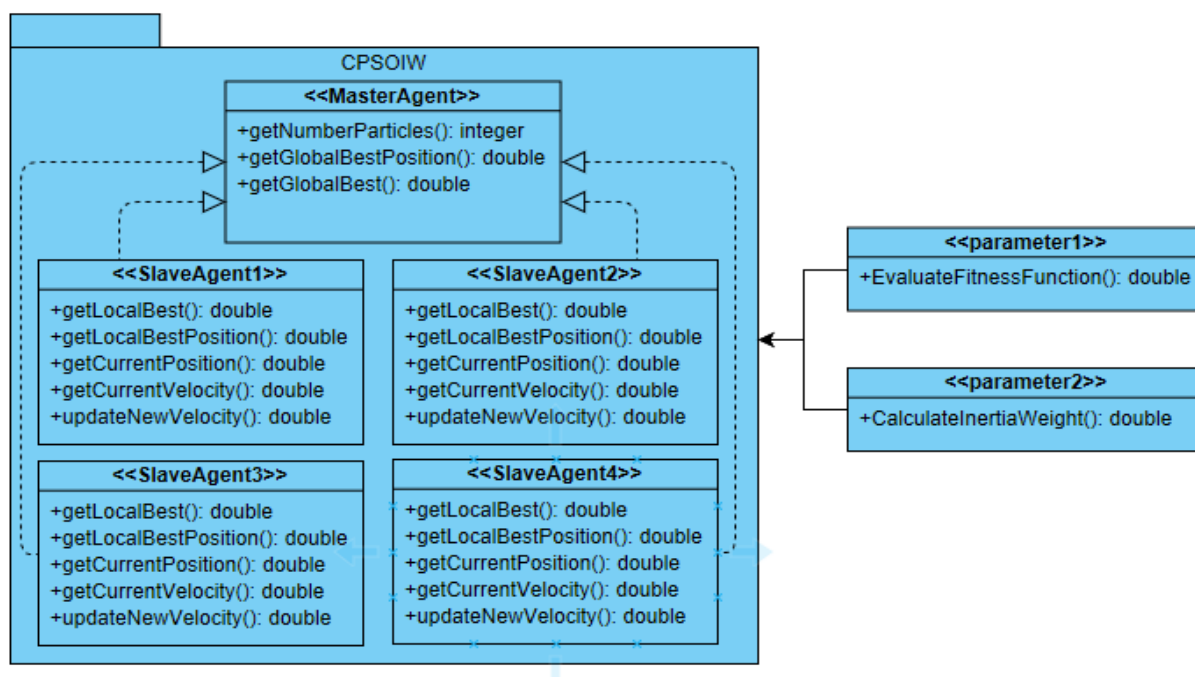 CPSOIW
<<MasterAgent>>
+getNumberParticles(): integer
+getGlobalBestPosition(): double
+getGlobalBest(): double
<<SlaveAgent1>>
+getLocalBest(): double
+getLocalBestPosition(): double
+getCurrentPosition(): double
+getCurrentVelocity(): double
+updateNewVelocity(): double
<<SlaveAgent2>>
+getLocalBest(): double
+getLocalBestPosition(): double
+getCurrentPosition(): double
+getCurrentVelocity(): double
+updateNewVelocity(): double
<<SlaveAgent3>>
+getLocalBest(): double
+getLocalBestPosition(): double
+getCurrentPosition(): double
+getCurrentVelocity(): double
+updateNewVelocity(): double
<<SlaveAgent4>>
+getLocalBest(): double
+getLocalBestPosition(): double
+getCurrentPosition(): double
+getCurrentVelocity(): double
+updateNewVelocity(): double
<<parameter1>>
+EvaluateFitnessFunction(): double
<<parameter2>>
+CalculateInertiaWeight(): double